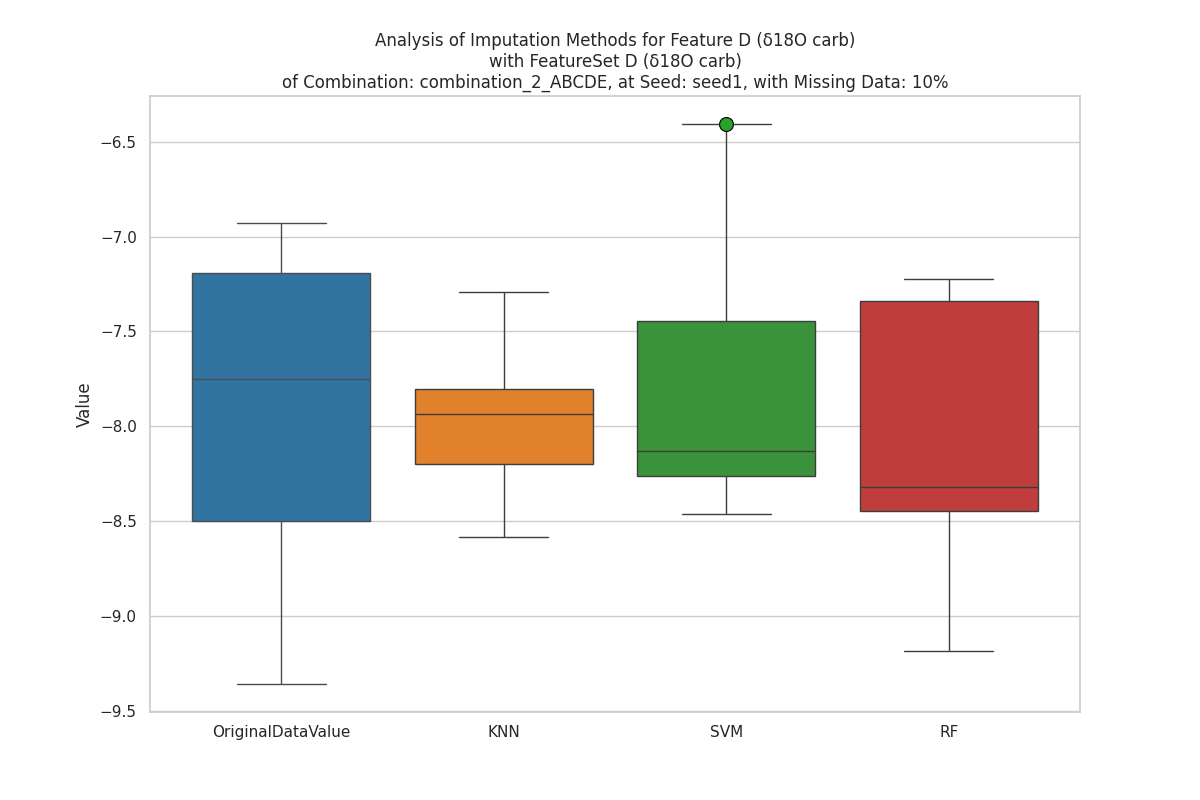 Analysis of Imputation Methods for Feature D (δ18O carb)
with FeatureSet D (δ18O carb)
of Combination: combination_2_ABCDE, at Seed: seed1, with Missing Data: 10%
−6.5
−7.0
−7.5
−8.0
−8.5
−9.0
−9.5
Value
OriginalDataValue
KNN
SVM
RF